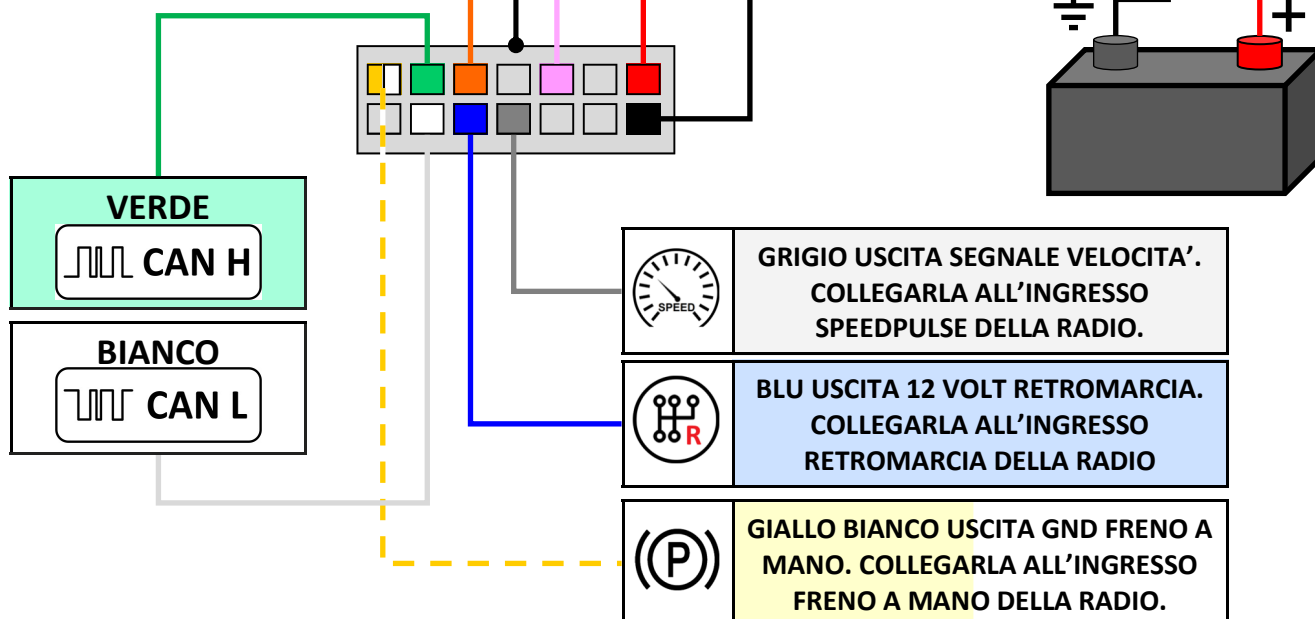 +
VERDE
CAN H
BIANCO
CAN L
SPEED
GRIGIO USCITA SEGNALE VELOCITA’.
COLLEGARLA ALL’INGRESSO
SPEEDPULSE DELLA RADIO.
R
BLU USCITA 12 VOLT RETROMARCIA.
COLLEGARLA ALL’INGRESSO
RETROMARCIA DELLA RADIO
(P)
GIALLO BIANCO USCITA GND FRENO A
MANO. COLLEGARLA ALL’INGRESSO
FRENO A MANO DELLA RADIO.